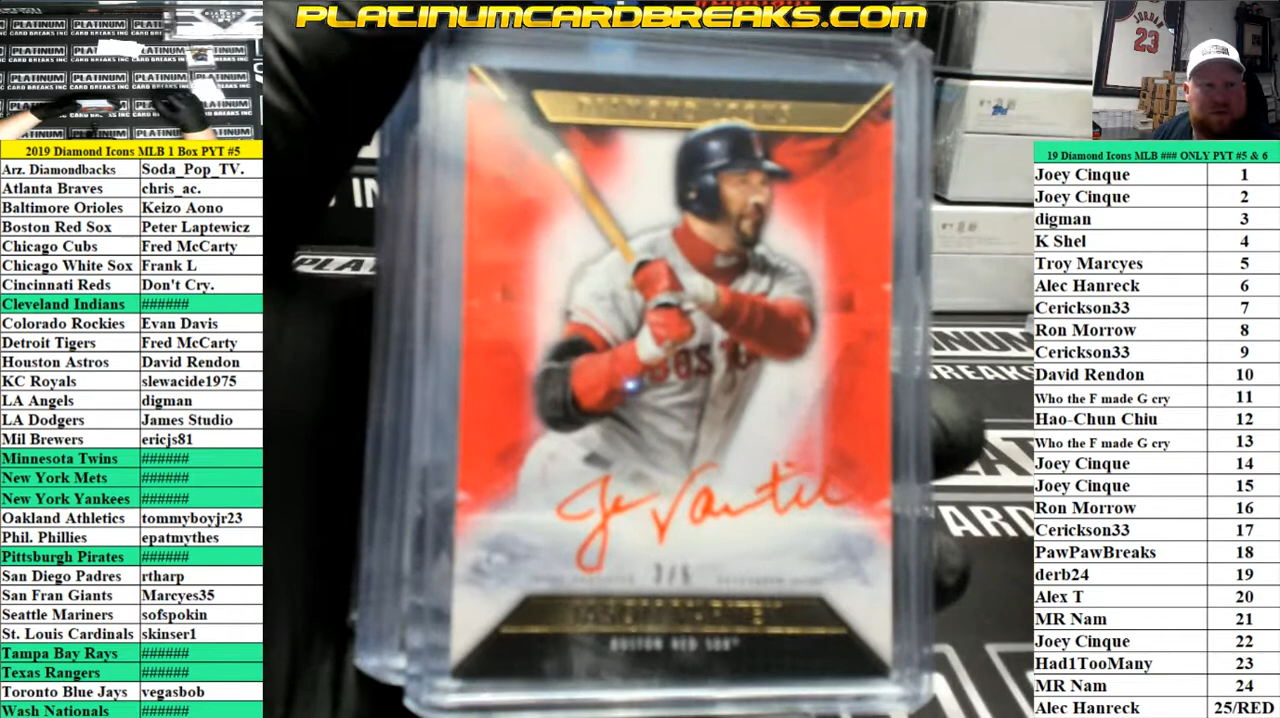 PLATINUMCARDBREAKS.COM
JORDAN
23
2019 Diamond Icons MLB 1 Box PYT #5
Arz. Diamondbacks Soda_Pop_TV.
Atlanta Braves chris_ac.
Baltimore Orioles Keizo Aono
Boston Red Sox Peter Laptewicz
Chicago Cubs Fred McCarty
Chicago White Sox Frank L
Cincinnati Reds Don't Cry.
Cleveland Indians ######
Colorado Rockies Evan Davis
Detroit Tigers Fred McCarty
Houston Astros David Rendon
KC Royals slewacide1975
LA Angels digman
LA Dodgers James Studio
Mil Brewers ericjs81
Minnesota Twins ######
New York Mets ######
New York Yankees ######
Oakland Athletics tommyboyjr23
Phil. Phillies epatmythes
Pittsburgh Pirates ######
San Diego Padres rtharp
San Fran Giants Marcyes35
Seattle Mariners sofspokin
St. Louis Cardinals skinser1
Tampa Bay Rays ######
Texas Rangers ######
Toronto Blue Jays vegasbob
Wash Nationals ######
DIAMOND ICONS
BOSTON
BOSTON RED SOX
19 Diamond Icons MLB ### ONLY PYT #5 & 6
Joey Cinque 1
Joey Cinque 2
digman 3
K Shel 4
Troy Marcyes 5
Alec Hanreck 6
Cerickson33 7
Ron Morrow 8
Cerickson33 9
David Rendon 10
Who the F made G cry 11
Hao-Chun Chiu 12
Who the F made G cry 13
Joey Cinque 14
Joey Cinque 15
Ron Morrow 16
Cerickson33 17
PawPawBreaks 18
derb24 19
Alex T 20
MR Nam 21
Joey Cinque 22
Had1TooMany 23
MR Nam 24
Alec Hanreck 25/RED